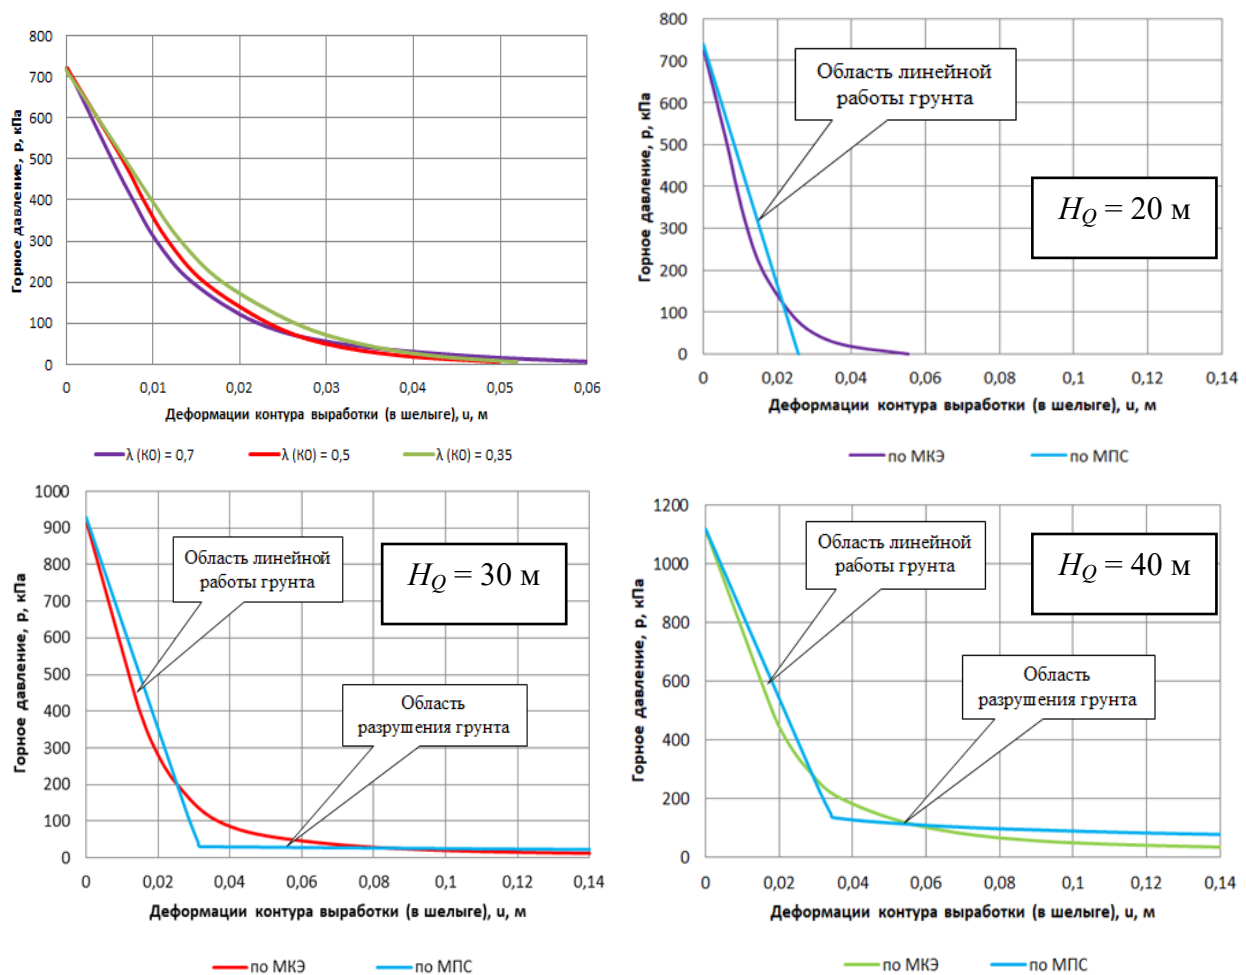 800
700
600
500
400
300
200
100
0
Горное давление, р, кПа
0
0,01
0,02
0,03
0,04
0,05
0,06
Деформации контура выработки (в шелыге), u, м
λ (К0) = 0,7
λ (К0) = 0,5
λ (К0) = 0,35
800
700
600
500
400
300
200
100
0
Горное давление, р, кПа
Область линейной
работы грунта
H_Q = 20 м
0
0,02
0,04
0,06
0,08
0,1
0,12
0,14
Деформации контура выработки (в шелыге), u, м
по МКЭ
по МПС
1000
900
800
700
600
500
400
300
200
100
0
Горное давление, р, кПа
Область линейной
работы грунта
H_Q = 30 м
Область
разрушения грунта
0
0,02
0,04
0,06
0,08
0,1
0,12
0,14
Деформации контура выработки (в шелыге), u, м
по МКЭ
по МПС
1200
1000
800
600
400
200
0
Горное давление, р, кПа
Область линейной
работы грунта
H_Q = 40 м
Область
разрушения грунта
0
0,02
0,04
0,06
0,08
0,1
0,12
0,14
Деформации контура выработки (в шелыге), u, м
по МКЭ
по МПС